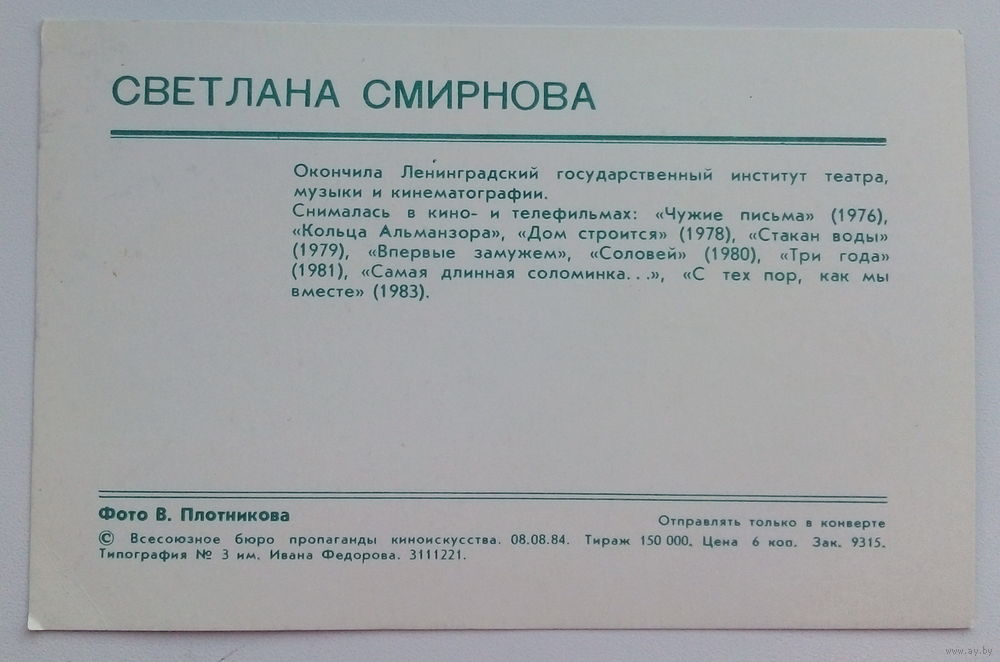 СВЕТЛАНА СМИРНОВА
Окончила Ленинградский государственный институт театра,
музыки и кинематографии.
Снималась в кино- и телефильмах: «Чужие письма» (1976),
«Кольца Альманзора», «Дом строится» (1978), «Стакан воды»
(1979), «Впервые замужем», «Соловей» (1980), «Три года»
(1981), «Самая длинная соломинка...», «С тех пор, как мы
вместе» (1983).
Фото В. Плотникова
Отправлять только в конверте
© Всесоюзное бюро пропаганды киноискусства. 08.08.84. Тираж 150 000. Цена 6 коп. Зак. 9315.
Типография № 3 им. Ивана Федорова. 3111221.
www.ay.by